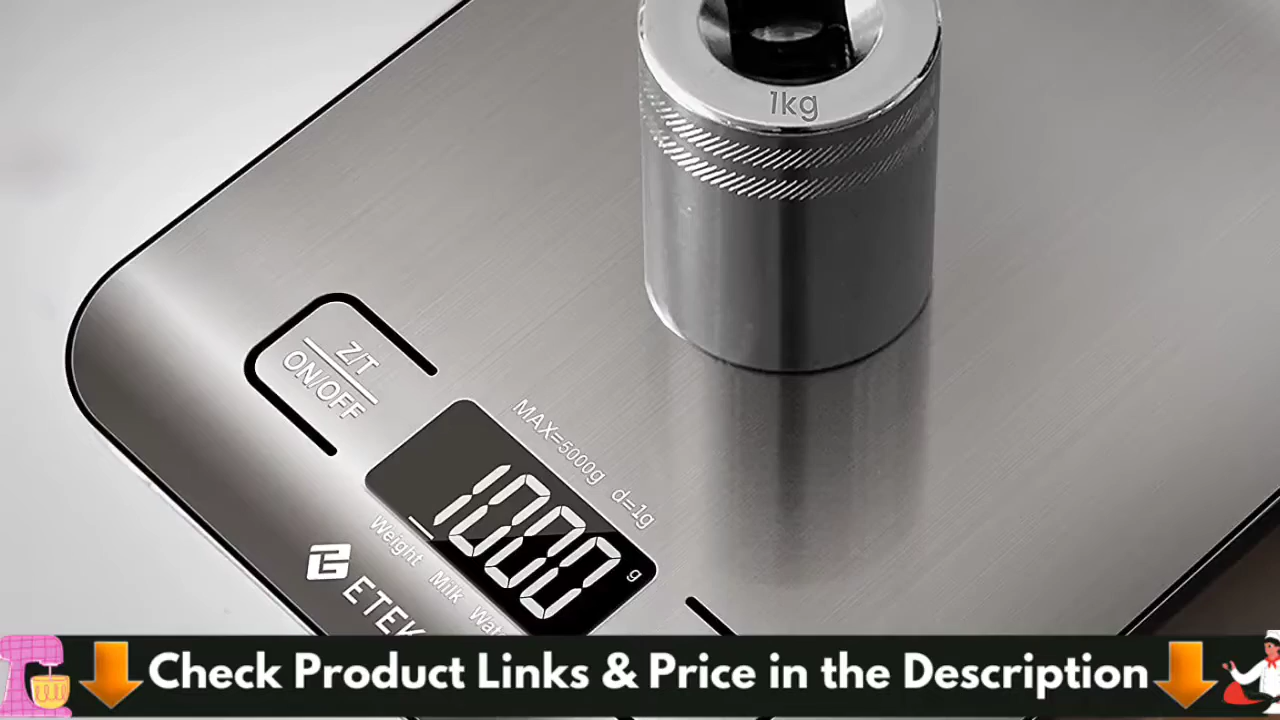 1kg
Z/T
ON/OFF
MAX=5000g d=1g
1000 g
Weight Milk
ETEK
Check Product Links & Price in the Description